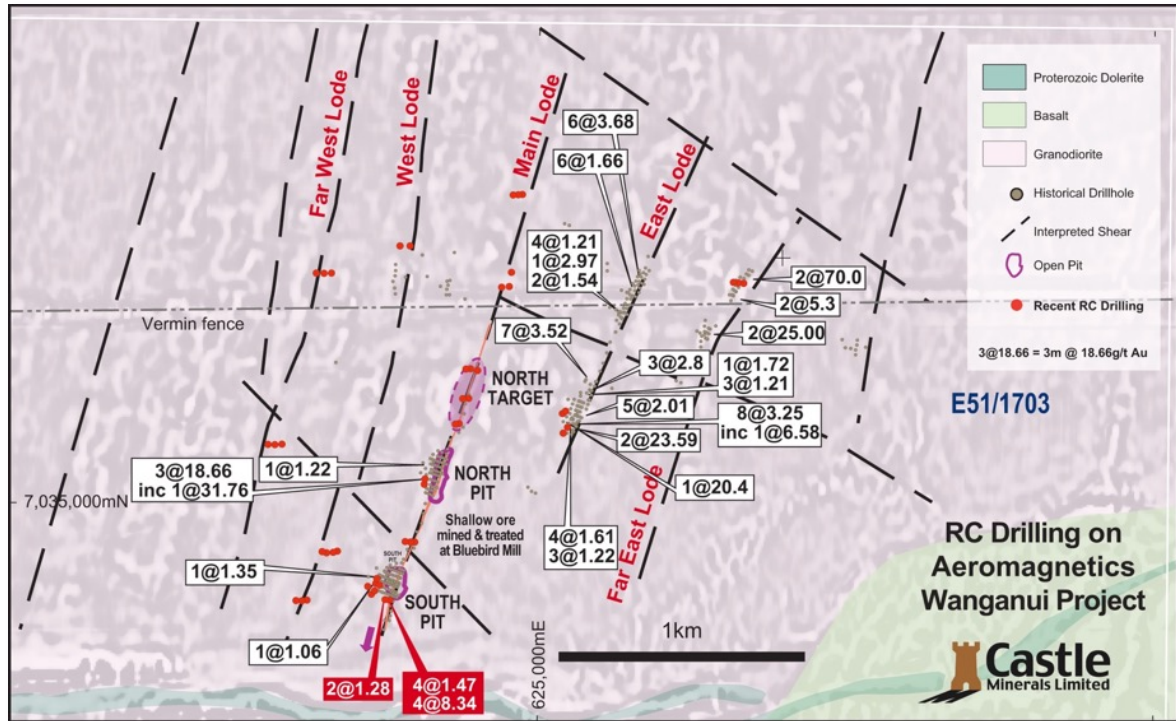 Far West Lode
West Lode
Main Lode
East Lode
Far East Lode
6@3.68
6@1.66
4@1.21
1@2.97
2@1.54
7@3.52
2@70.0
2@5.3
2@25.00
3@2.8
1@1.72
3@1.21
5@2.01
8@3.25
inc 1@6.58
2@23.59
1@20.4
4@1.61
3@1.22
Vermin fence
NORTH
TARGET
3@18.66
inc 1@31.76
1@1.22
NORTH
PIT
7,035,000mN
Shallow ore
mined & treated
at Bluebird Mill
SOUTH
PIT
1@1.35
SOUTH
PIT
1@1.06
2@1.28
4@1.47
4@8.34
625,000mE
1km
Proterozoic Dolerite
Basalt
Granodiorite
Historical Drillhole
Interpreted Shear
Open Pit
Recent RC Drilling
3@18.66 = 3m @ 18.66g/t Au
E51/1703
RC Drilling on
Aeromagnetics
Wanganui Project
Castle
Minerals Limited